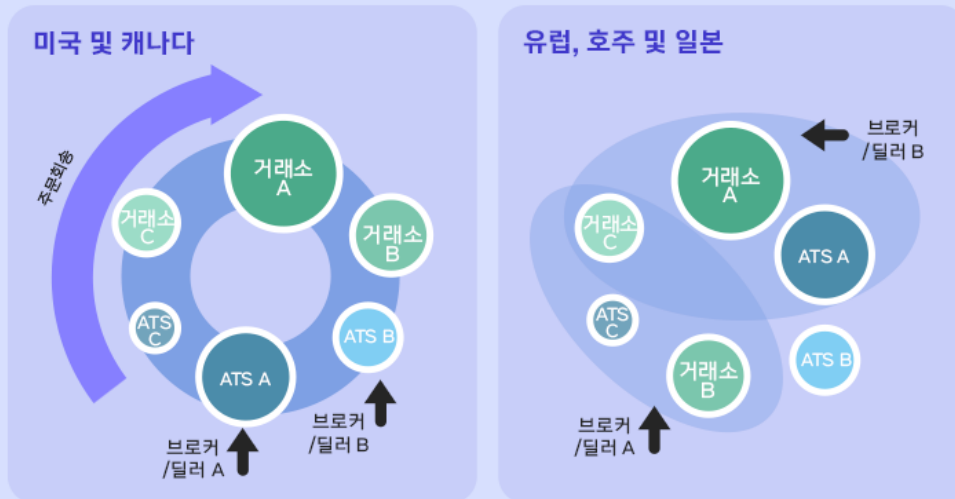 미국 및 캐나다
주문회송
거래소
A
거래소
C
거래소
B
ATS
C
ATS B
ATS A
브로커
/딜러 B
브로커
/딜러 A
유럽, 호주 및 일본
브로커
/딜러 B
거래소
A
거래소
C
ATS A
ATS
C
ATS B
거래소
B
브로커
/딜러 A